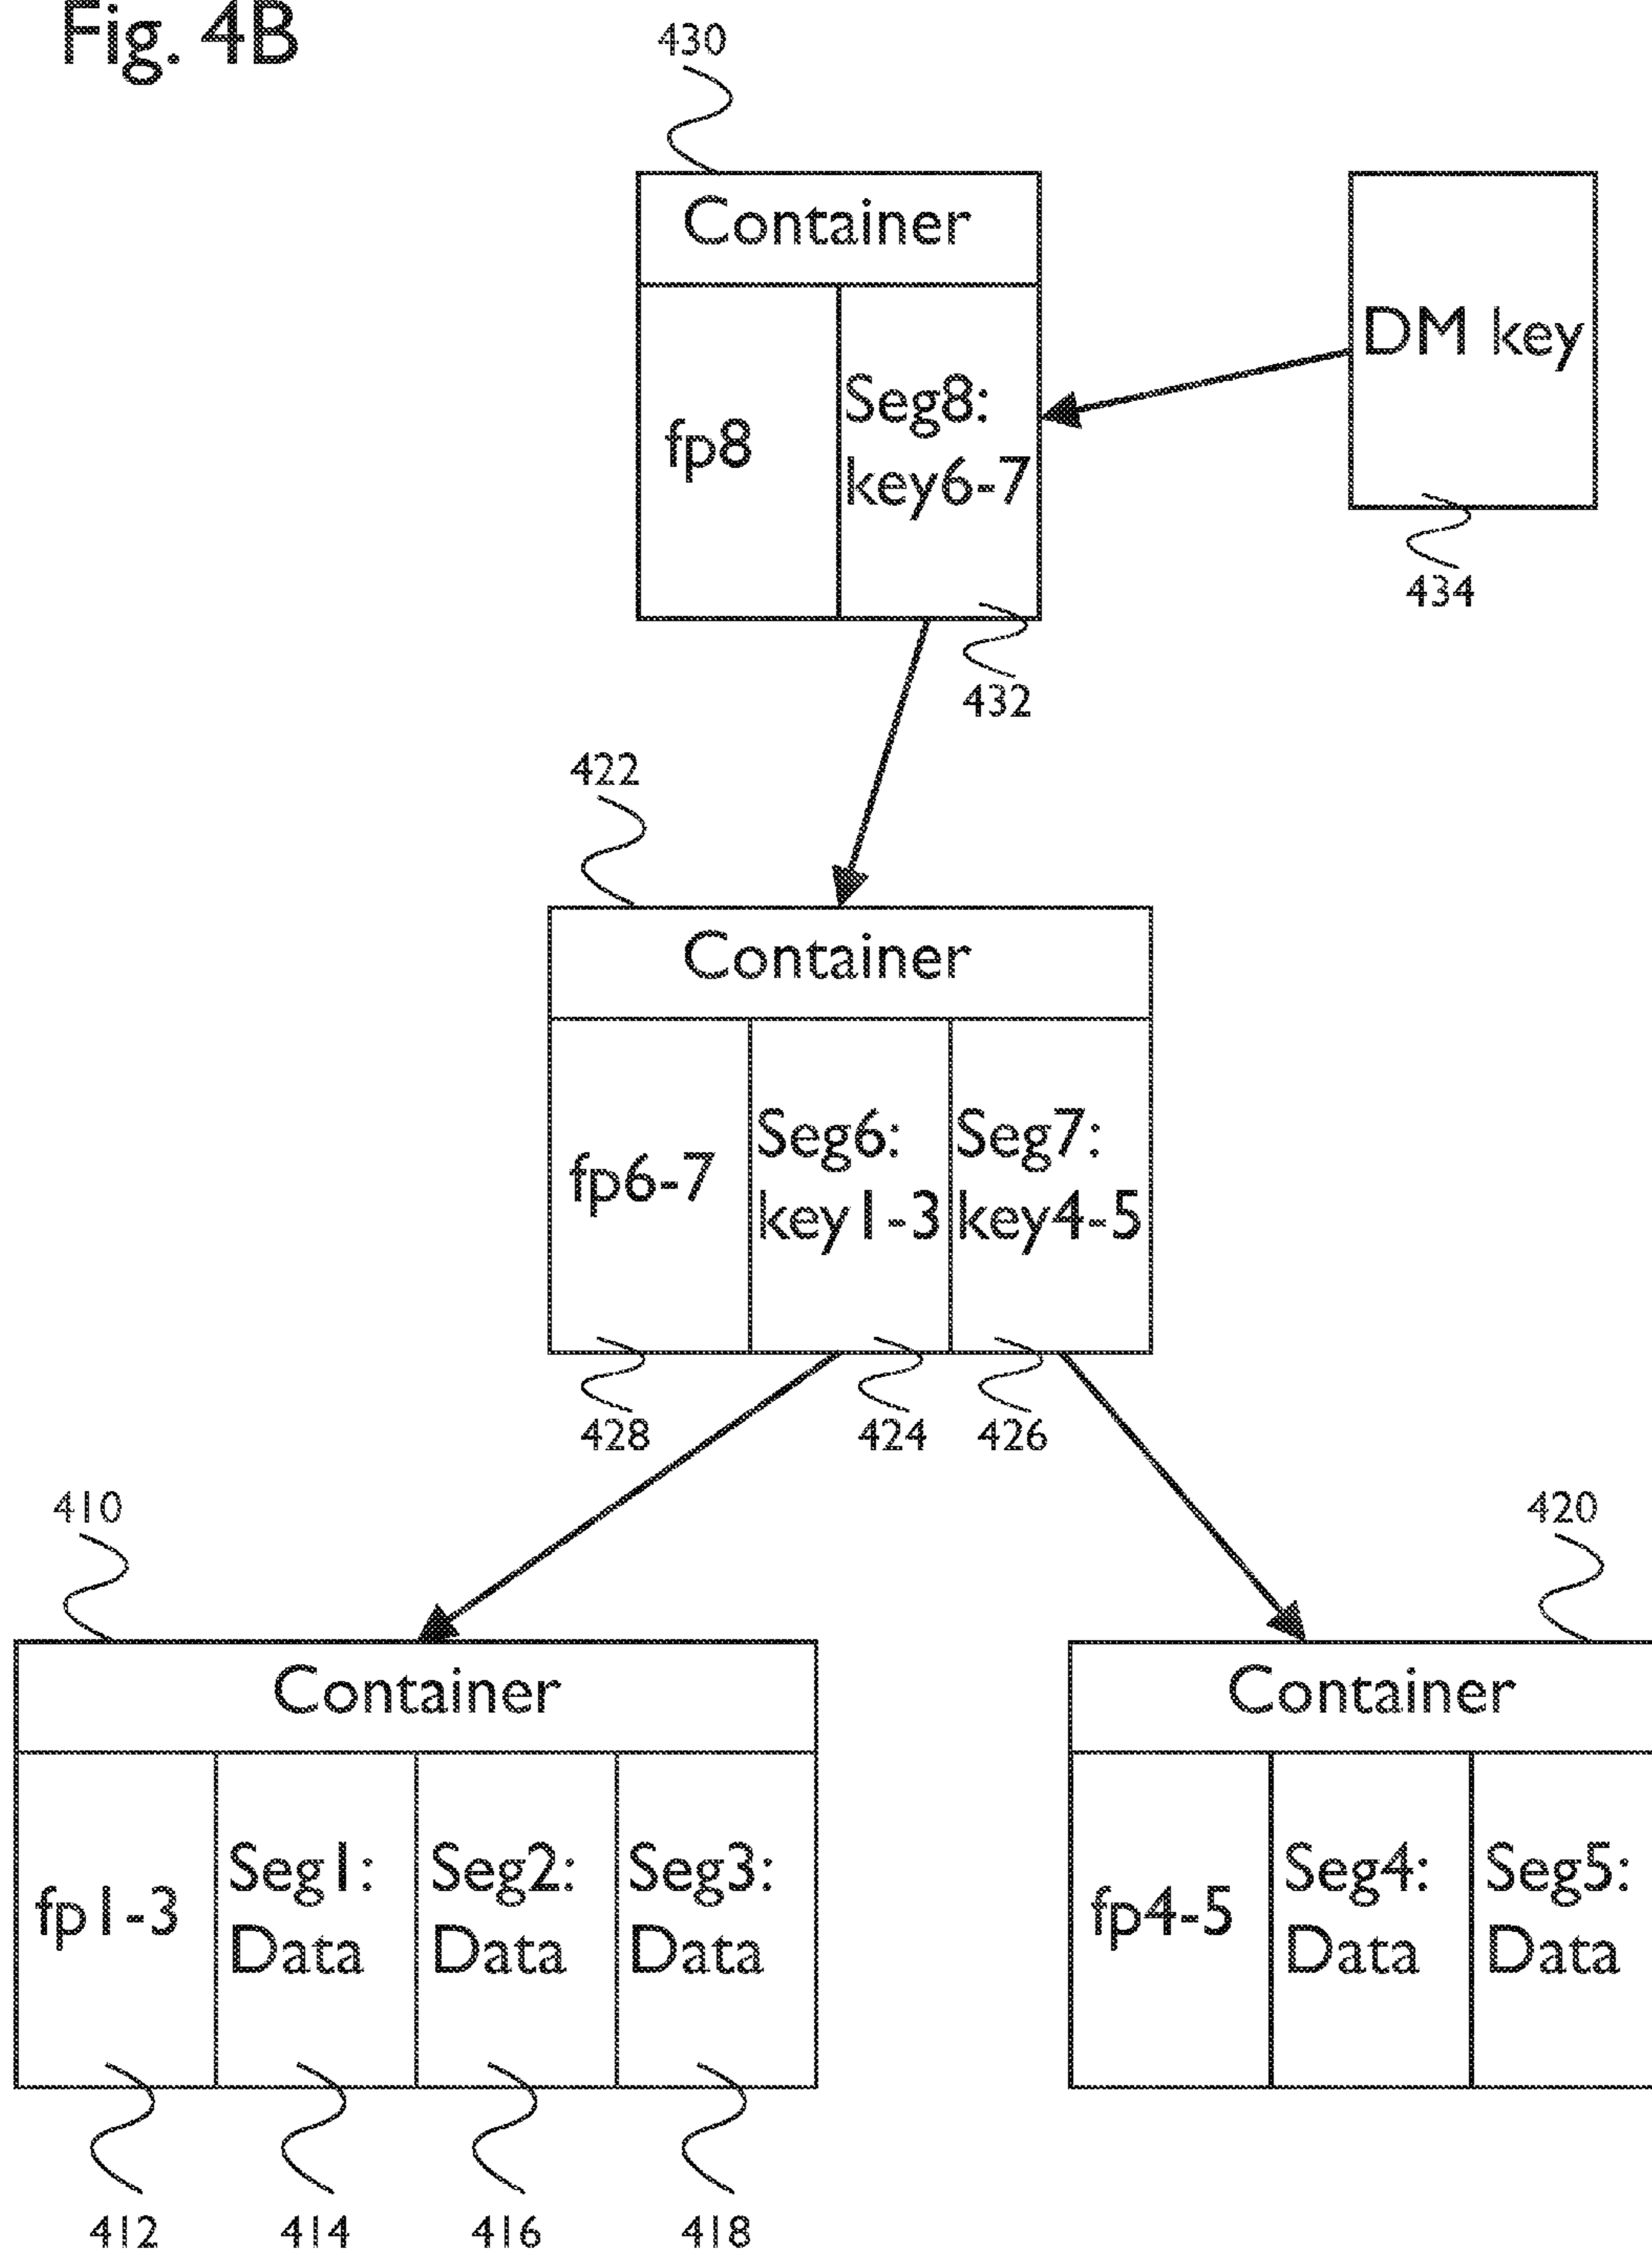 Fig. 4B
430
Container
fp8
Seg8:
key6-7
DM key
434
432
422
Container
fp6-7
Seg6:
key1-3
Seg7:
key4-5
428
424
426
410
420
Container
fp1-3
Seg1:
Data
Seg2:
Data
Seg3:
Data
Container
fp4-5
Seg4:
Data
Seg5:
Data
412
414
416
418